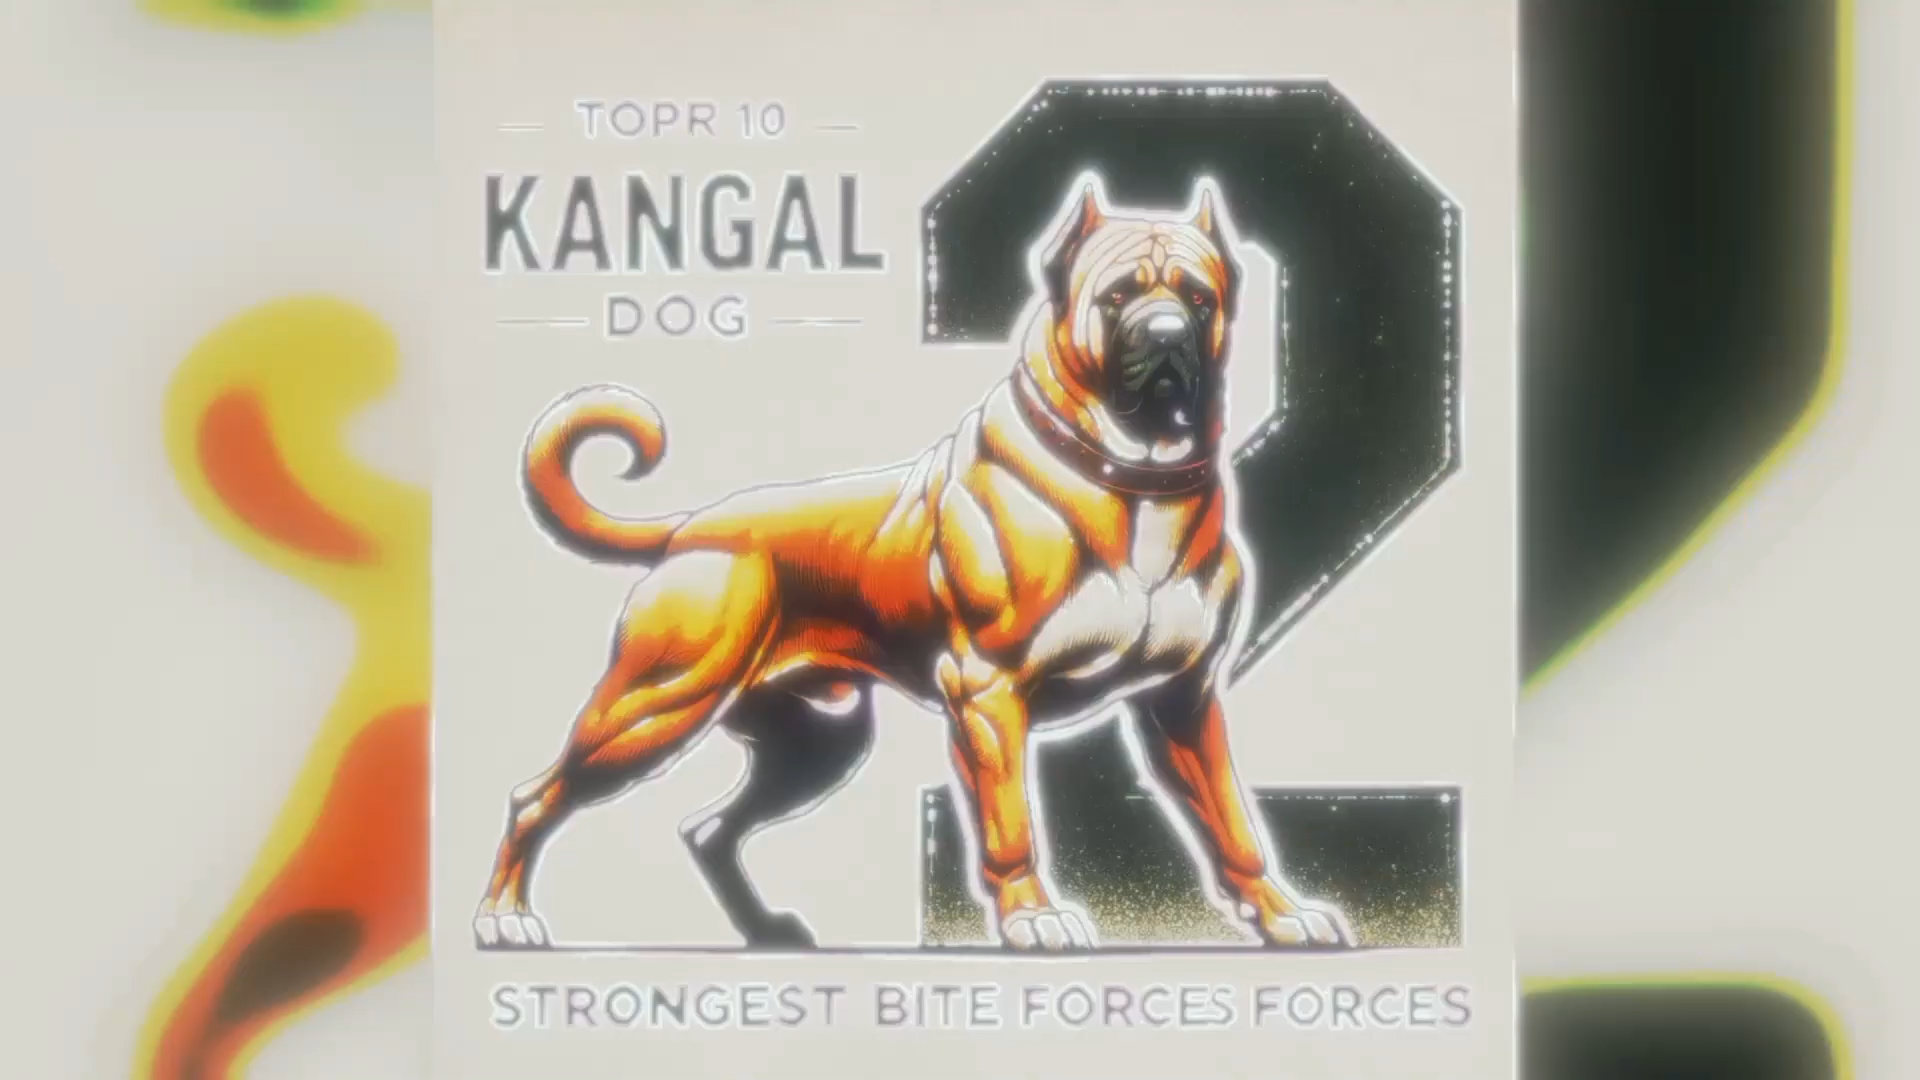 TOPR 10
KANGAL
DOG
2
STRONGEST BITE FORCES FORCES